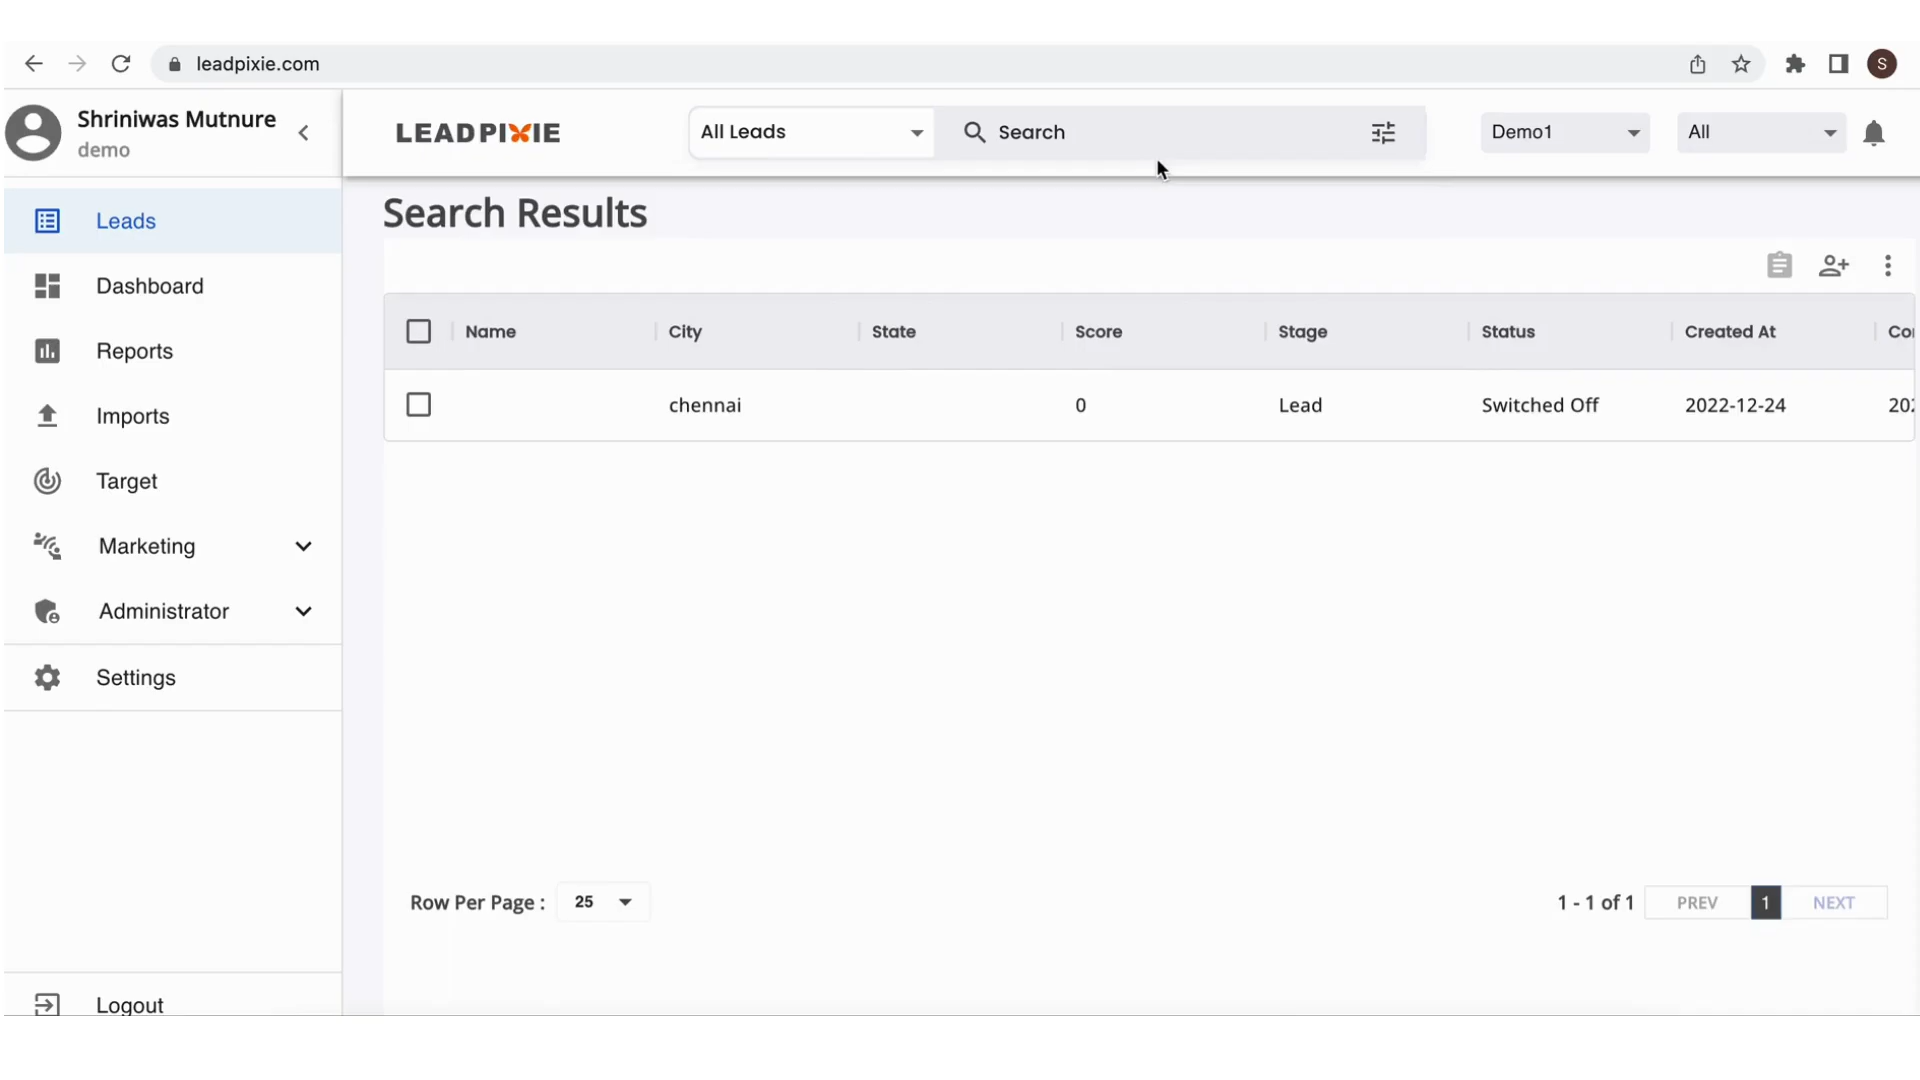 leadpixie.com
S
Shriniwas Mutnure
demo
LEADPIXIE
All Leads
Search
Demo1
All
Leads
Dashboard
Reports
Imports
Target
Marketing
Administrator
Settings
Logout
Search Results
Name City State Score Stage Status Created At Co
chennai 0 Lead Switched Off 2022-12-24 202
Row Per Page : 25
1 - 1 of 1 PREV 1 NEXT